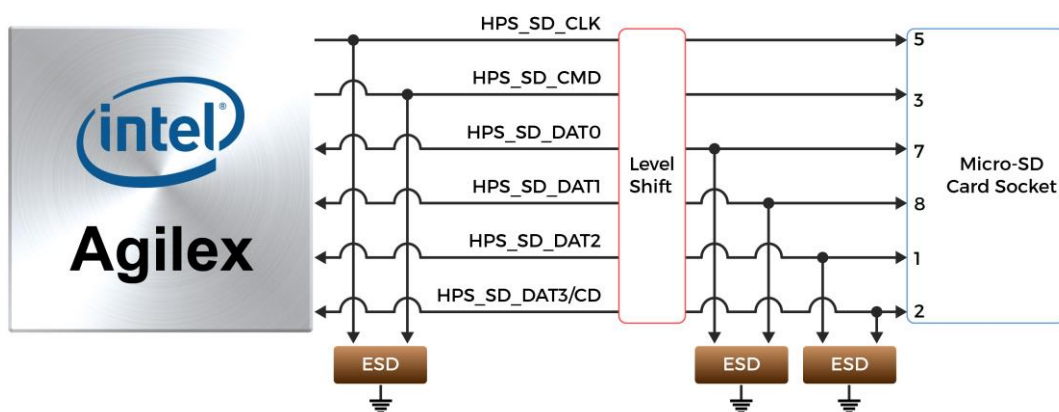 HPS_SD_CLK
5
HPS_SD_CMD
3
HPS_SD_DAT0
7
HPS_SD_DAT1
8
HPS_SD_DAT2
1
HPS_SD_DAT3/CD
2
intel®
Agilex
Level
Shift
Micro-SD
Card Socket
ESD
ESD
ESD